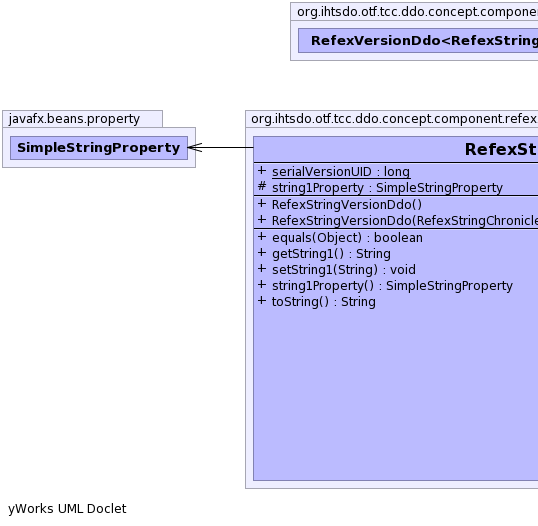 org.ihtsdo.otf.tcc.ddo.concept.compone
RefexVersionDdo<RefexString
javafx.beans.property
SimpleStringProperty
org.ihtsdo.otf.tcc.ddo.concept.component.refex
RefexSt
+ serialVersionUID : long
# string1Property : SimpleStringProperty
+ RefexStringVersionDdo()
+ RefexStringVersionDdo(RefexStringChronicle
+ equals(Object) : boolean
+ getString1() : String
+ setString1(String) : void
+ string1Property() : SimpleStringProperty
+ toString() : String
yWorks UML Doclet